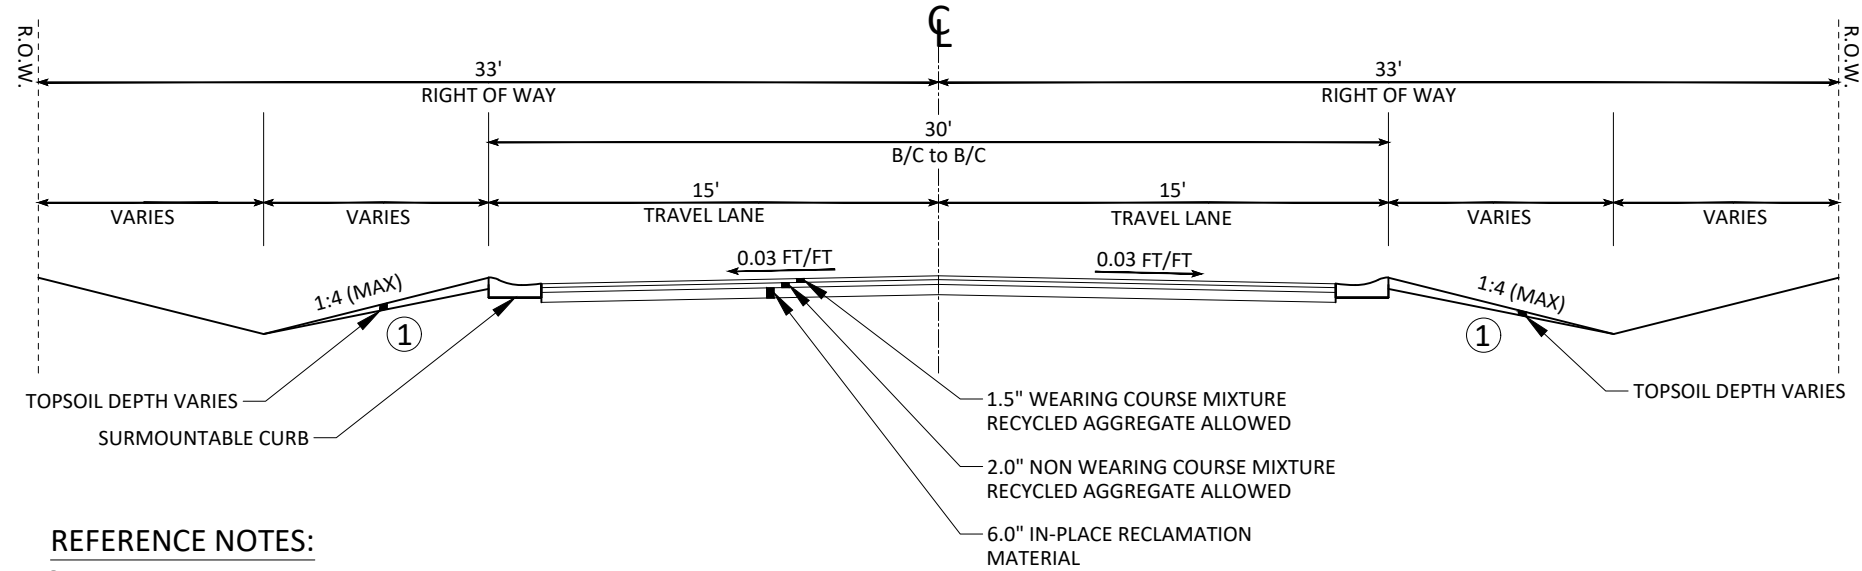 ℄
R.O.W.
R.O.W.
33'
RIGHT OF WAY
33'
RIGHT OF WAY
30'
B/C to B/C
VARIES
VARIES
15'
TRAVEL LANE
15'
TRAVEL LANE
VARIES
VARIES
0.03 FT/FT
0.03 FT/FT
1:4 (MAX)
1:4 (MAX)
1
1
TOPSOIL DEPTH VARIES
SURMOUNTABLE CURB
TOPSOIL DEPTH VARIES
1.5" WEARING COURSE MIXTURE
RECYCLED AGGREGATE ALLOWED
2.0" NON WEARING COURSE MIXTURE
RECYCLED AGGREGATE ALLOWED
6.0" IN-PLACE RECLAMATION
MATERIAL
REFERENCE NOTES: